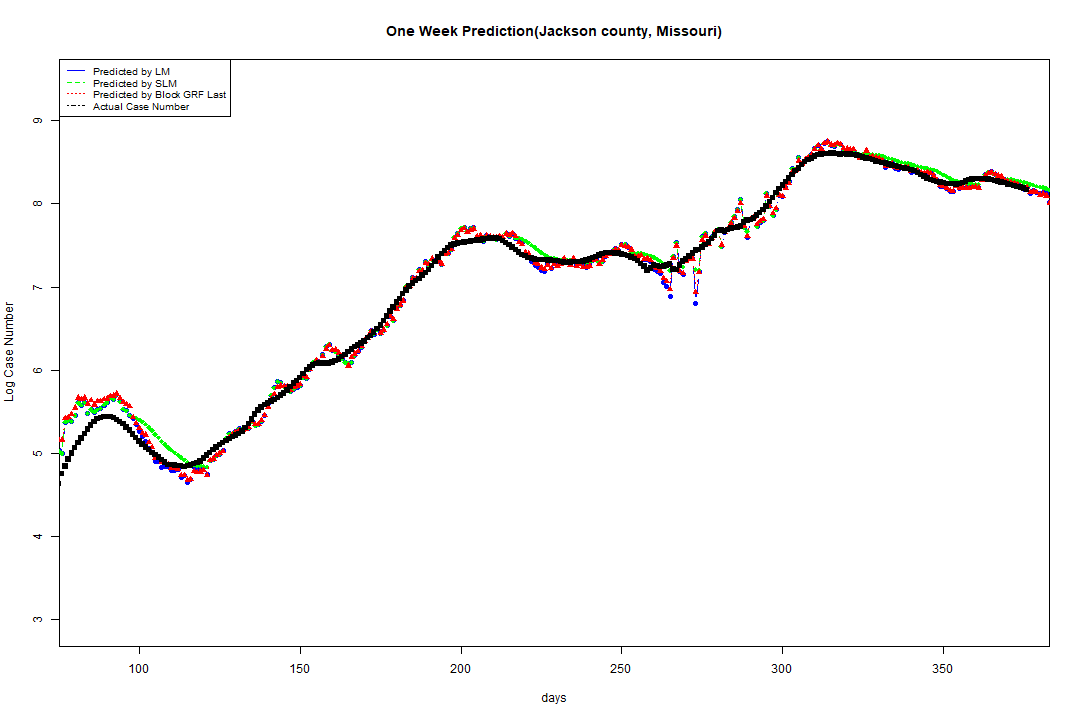 One Week Prediction(Jackson county, Missouri)
Predicted by LM
Predicted by SLM
Predicted by Block GRF Last
Actual Case Number
9
8
7
6
5
4
3
Log Case Number
100 150 200 250 300 350
days